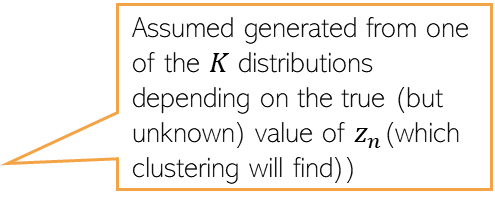 Assumed generated from one
of the K distributions
depending on the true (but
unknown) value of zₙ (which
clustering will find))